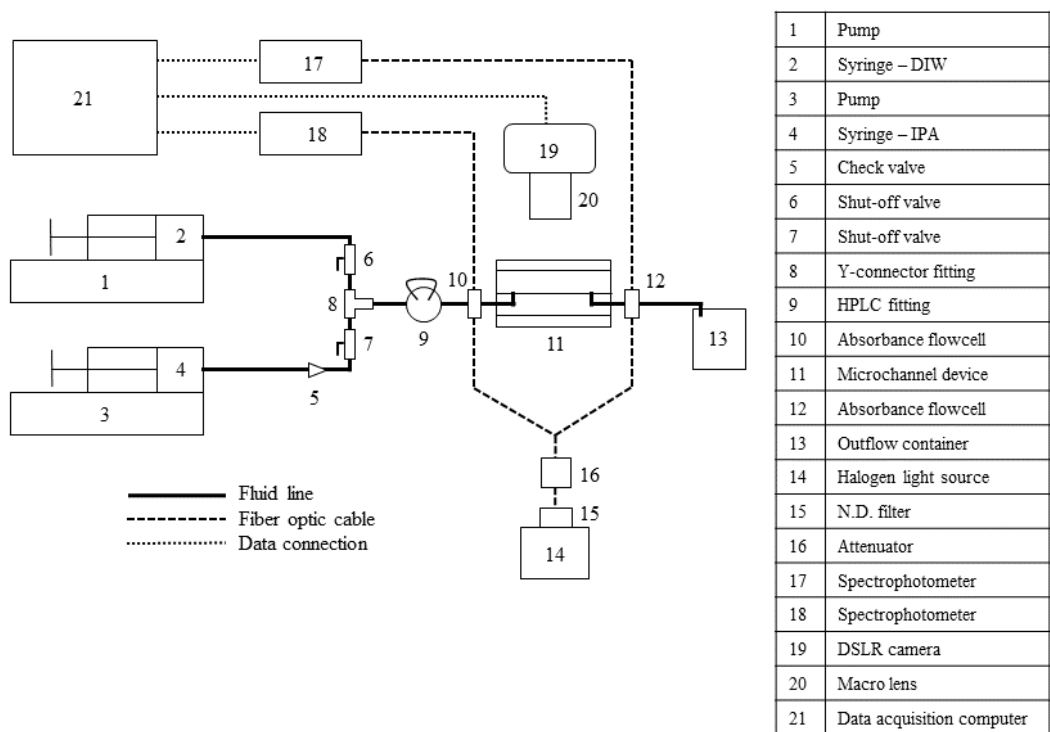 17
21
18
19
20
2
1
6
8
7
9
10
11
12
13
4
3
5
16
15
14
Fluid line
Fiber optic cable
Data connection
1 Pump
2 Syringe – DIW
3 Pump
4 Syringe – IPA
5 Check valve
6 Shut-off valve
7 Shut-off valve
8 Y-connector fitting
9 HPLC fitting
10 Absorbance flowcell
11 Microchannel device
12 Absorbance flowcell
13 Outflow container
14 Halogen light source
15 N.D. filter
16 Attenuator
17 Spectrophotometer
18 Spectrophotometer
19 DSLR camera
20 Macro lens
21 Data acquisition computer